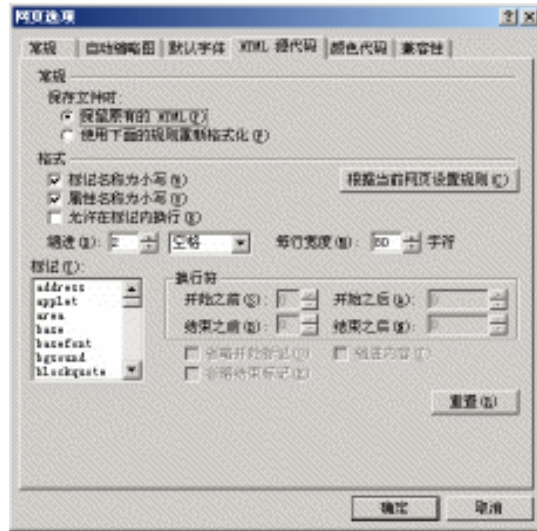 网页选项
常规 自动缩略图 默认字体 HTML 源代码 颜色代码 兼容性
常规
保存文件时:
保留原有的 HTML(P)
使用下面的规则重新格式化(F)
格式
标记名称为小写(N)
根据当前网页设置规则(C)
属性名称为小写(W)
允许在标记内换行(B)
缩进(I): 2 空格 每行宽度(M): 80 字符
标记(T):
换行符
address
applet
area
base
basefont
bgsound
blockquote
开始之前(S): 0 开始之后(A): 0
结束之前(D): 0 结束之后(R): 0
省略开始标记(O) 缩进内容(T)
省略结束标记(E)
重置(G)
确定 取消